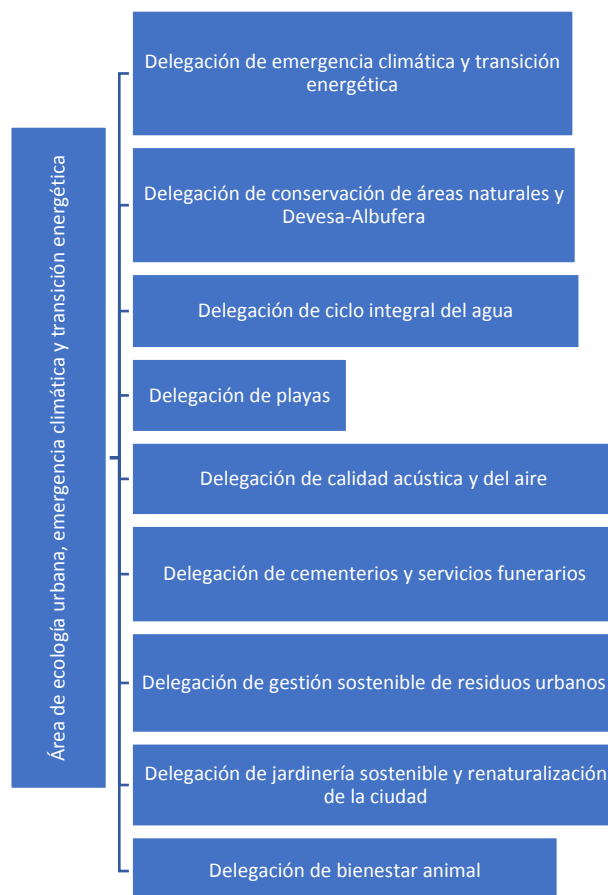 Área de ecología urbana, emergencia climática y transición energética
Delegación de emergencia climática y transición
energética
Delegación de conservación de áreas naturales y
Devesa-Albufera
Delegación de ciclo integral del agua
Delegación de playas
Delegación de calidad acústica y del aire
Delegación de cementerios y servicios funerarios
Delegación de gestión sostenible de residuos urbanos
Delegación de jardinería sostenible y renaturalización
de la ciudad
Delegación de bienestar animal